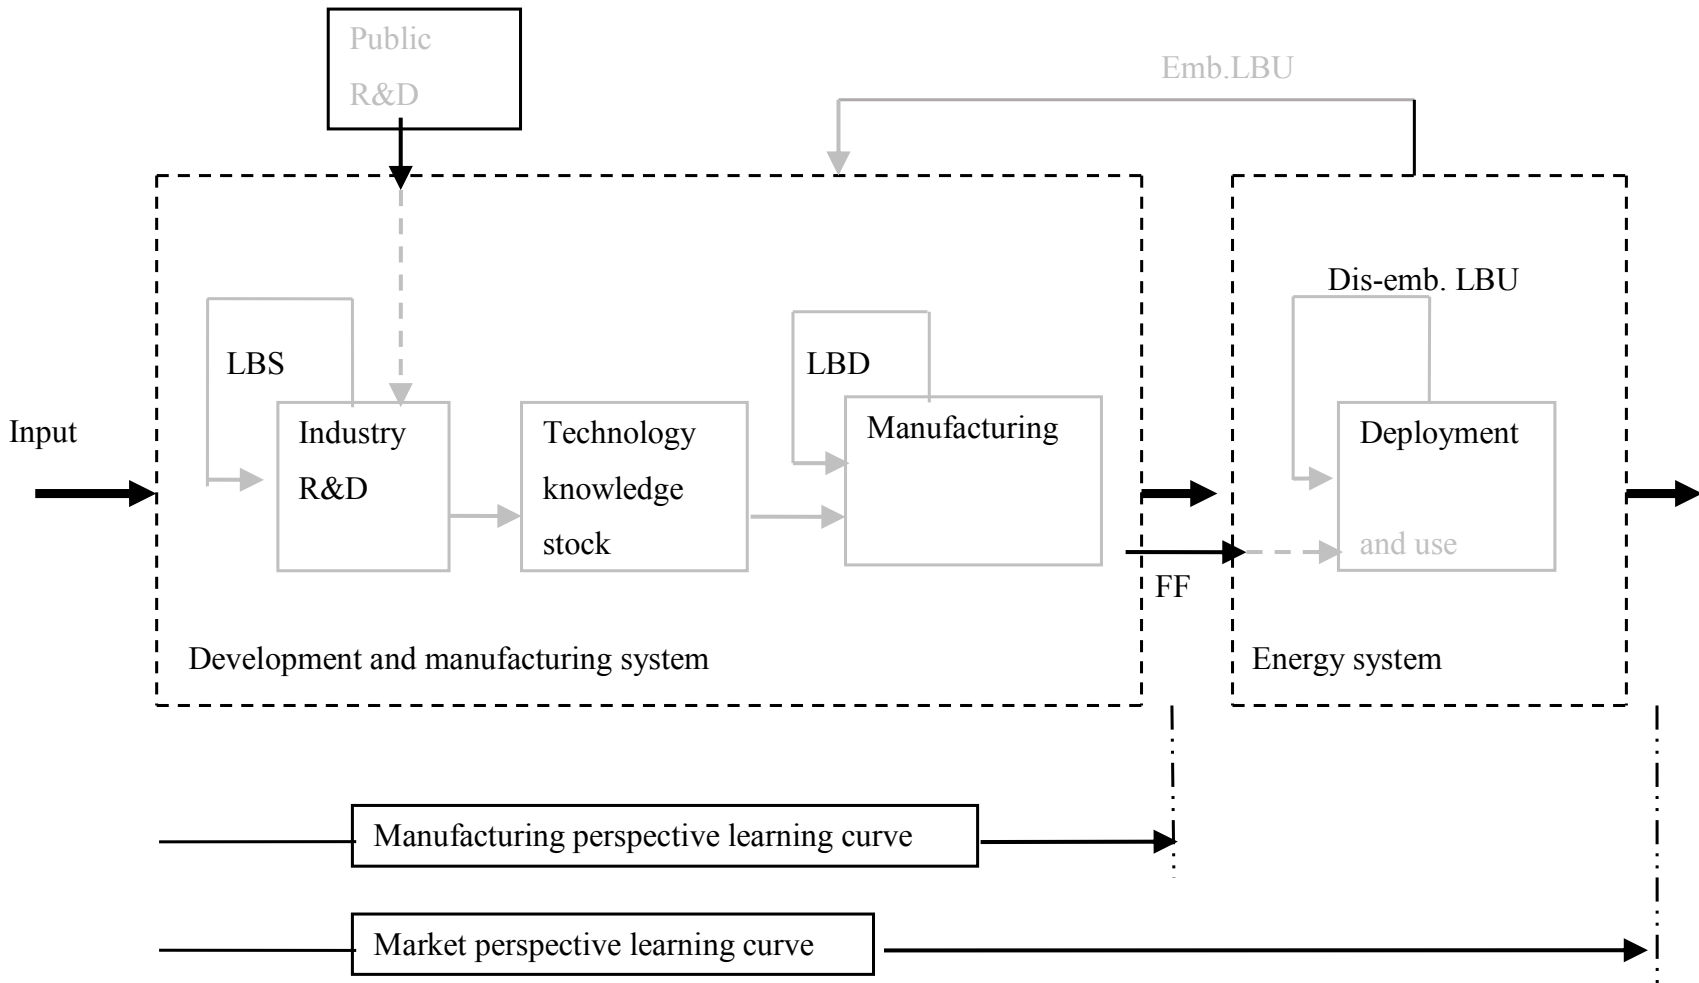 Public
R&D
Emb.LBU
Dis-emb. LBU
LBS
LBD
Input
Industry
R&D
Technology
knowledge
stock
Manufacturing
Deployment
and use
FF
Development and manufacturing system
Energy system
Manufacturing perspective learning curve
Market perspective learning curve